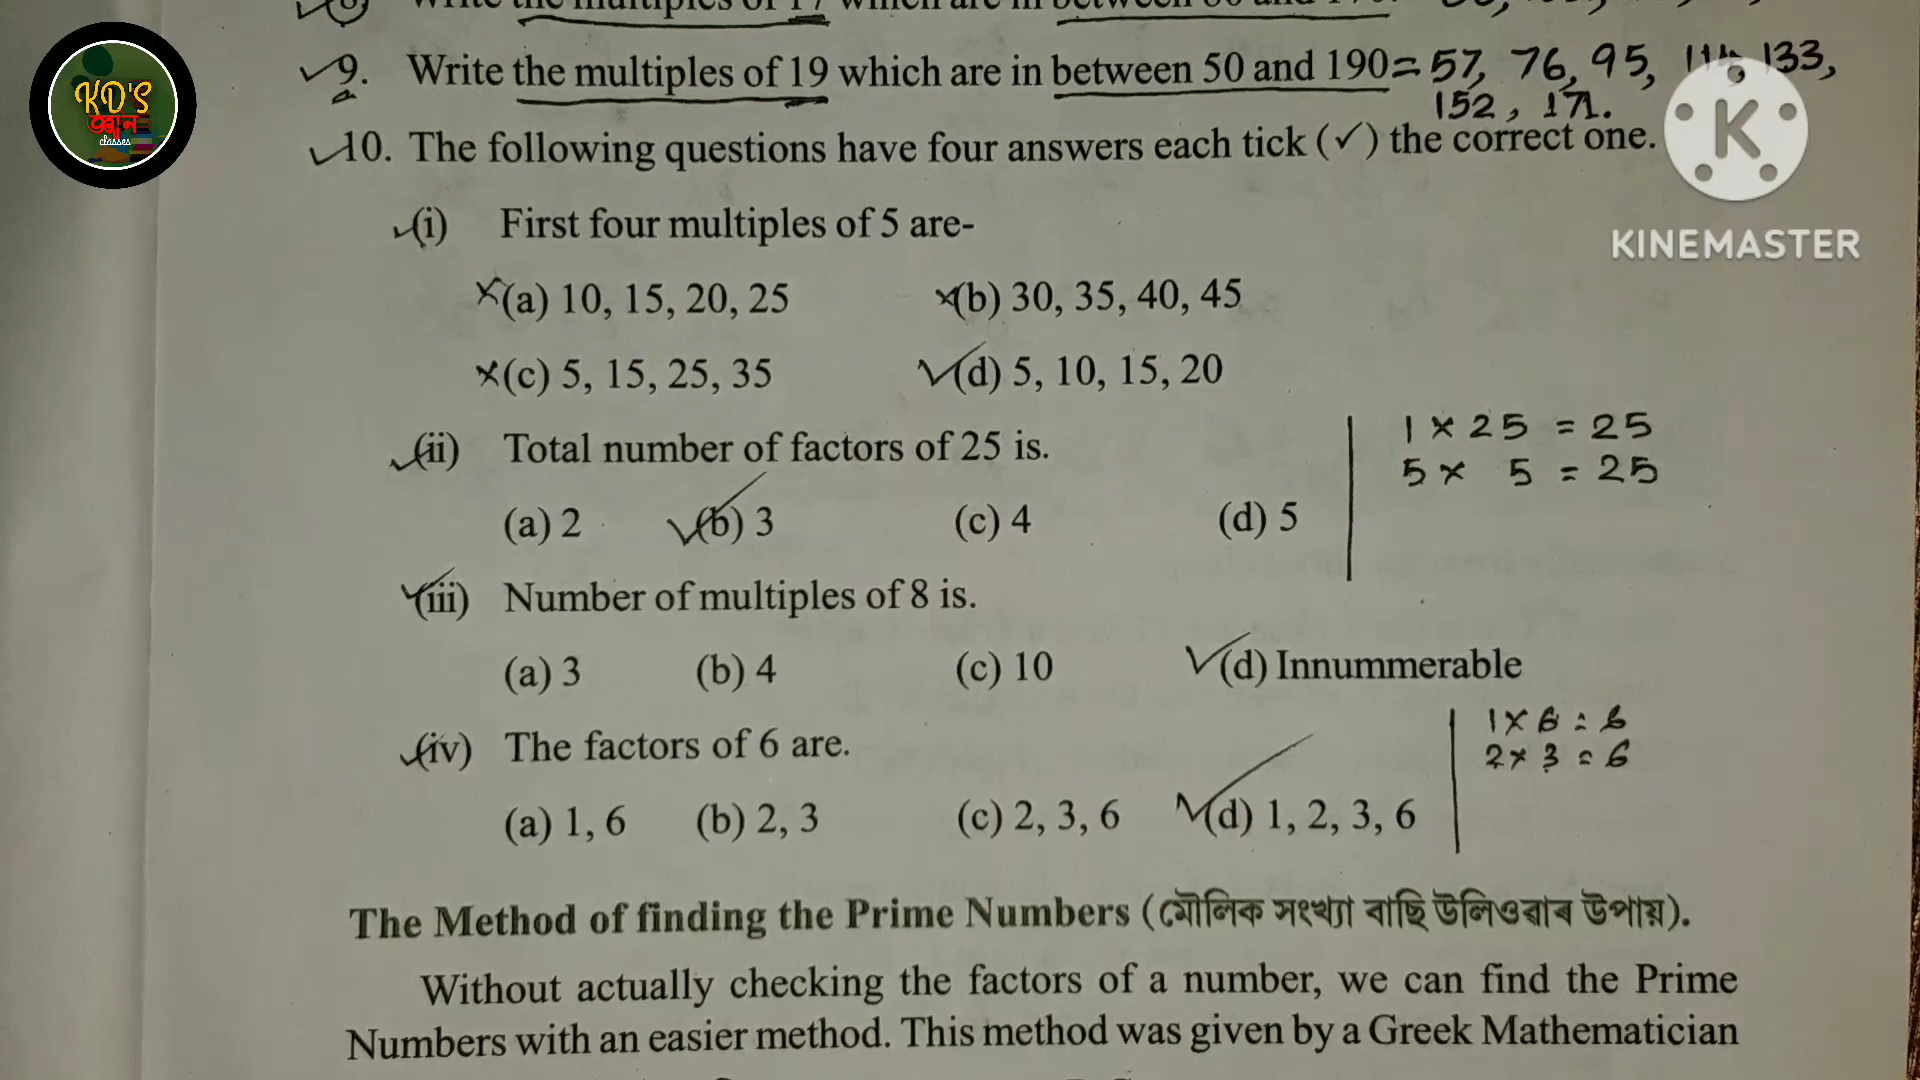 KD'S
জ্ঞান
classes
9. Write the multiples of 19 which are in between 50 and 190 = 57, 76, 95, 114, 133,
152, 171.
10. The following questions have four answers each tick (✓) the correct one.
K
KINEMASTER
(i) First four multiples of 5 are-
(a) 10, 15, 20, 25 (b) 30, 35, 40, 45
(c) 5, 15, 25, 35 (d) 5, 10, 15, 20
(ii) Total number of factors of 25 is.
1 × 25 = 25
5 × 5 = 25
(a) 2 (b) 3 (c) 4 (d) 5
(iii) Number of multiples of 8 is.
(a) 3 (b) 4 (c) 10 (d) Innummerable
(iv) The factors of 6 are.
1 × 6 = 6
2 × 3 = 6
(a) 1, 6 (b) 2, 3 (c) 2, 3, 6 (d) 1, 2, 3, 6
The Method of finding the Prime Numbers (মৌলিক সংখ্যা বাছি উলিওৱাৰ উপায়).
Without actually checking the factors of a number, we can find the Prime
Numbers with an easier method. This method was given by a Greek Mathematician